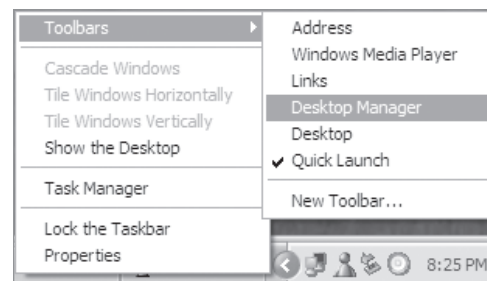 Toolbars
Cascade Windows
Tile Windows Horizontally
Tile Windows Vertically
Show the Desktop
Task Manager
Lock the Taskbar
Properties
Address
Windows Media Player
Links
Desktop Manager
Desktop
Quick Launch
New Toolbar...
8:25 PM